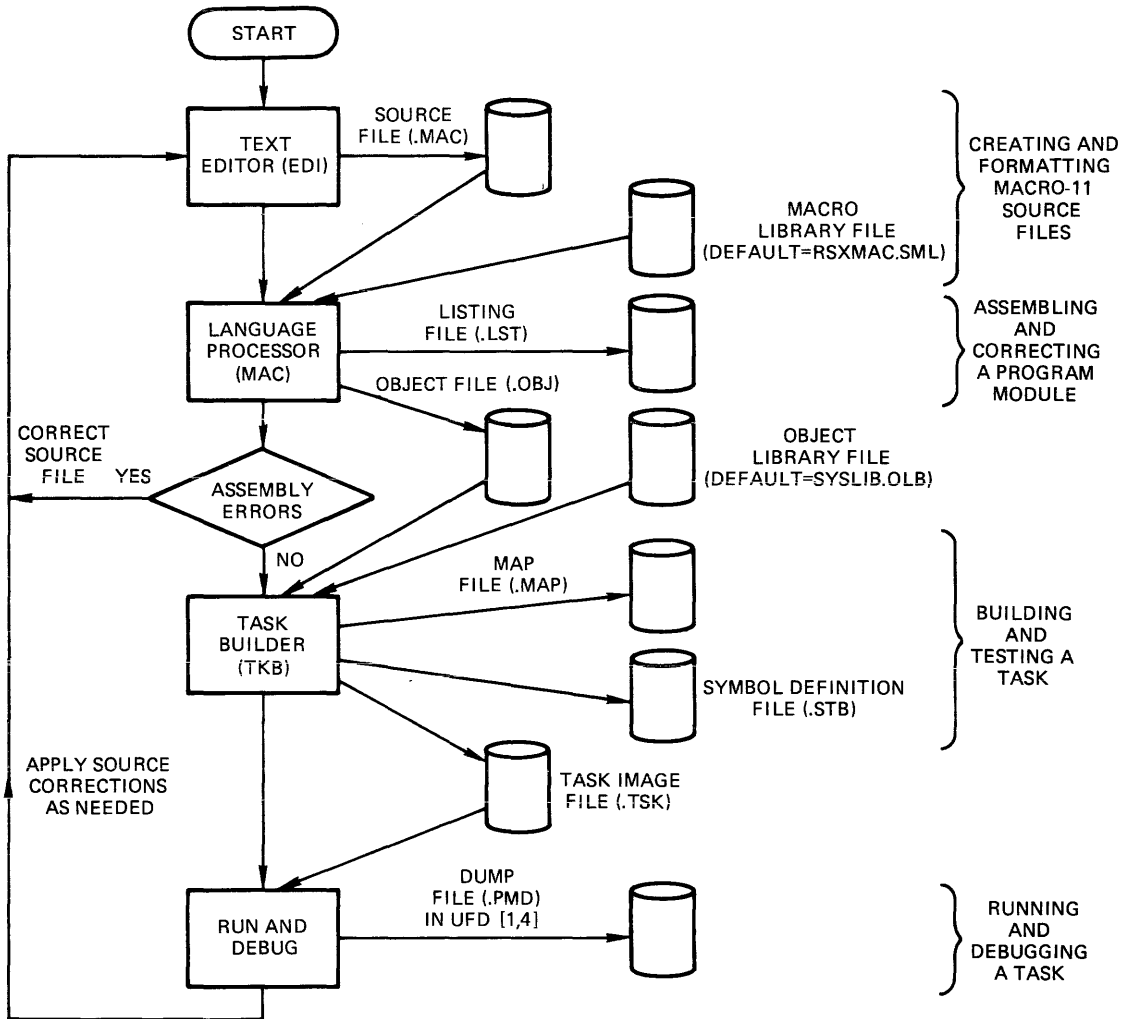 START
TEXT
EDITOR (EDI)
SOURCE
FILE (.MAC)
CREATING AND
FORMATTING
MACRO-11
SOURCE
FILES
MACRO
LIBRARY FILE
(DEFAULT=RSXMAC.SML)
LANGUAGE
PROCESSOR
(MAC)
LISTING
FILE (.LST)
ASSEMBLING
AND
CORRECTING
A PROGRAM
MODULE
OBJECT FILE (.OBJ)
CORRECT
SOURCE
FILE YES
ASSEMBLY
ERRORS
OBJECT
LIBRARY FILE
(DEFAULT=SYSLIB.OLB)
NO
TASK
BUILDER
(TKB)
MAP
FILE (.MAP)
BUILDING
AND
TESTING A
TASK
SYMBOL DEFINITION
FILE (.STB)
APPLY SOURCE
CORRECTIONS
AS NEEDED
TASK IMAGE
FILE (.TSK)
RUN AND
DEBUG
DUMP
FILE (.PMD)
IN UFD [1,4]
RUNNING
AND
DEBUGGING
A TASK